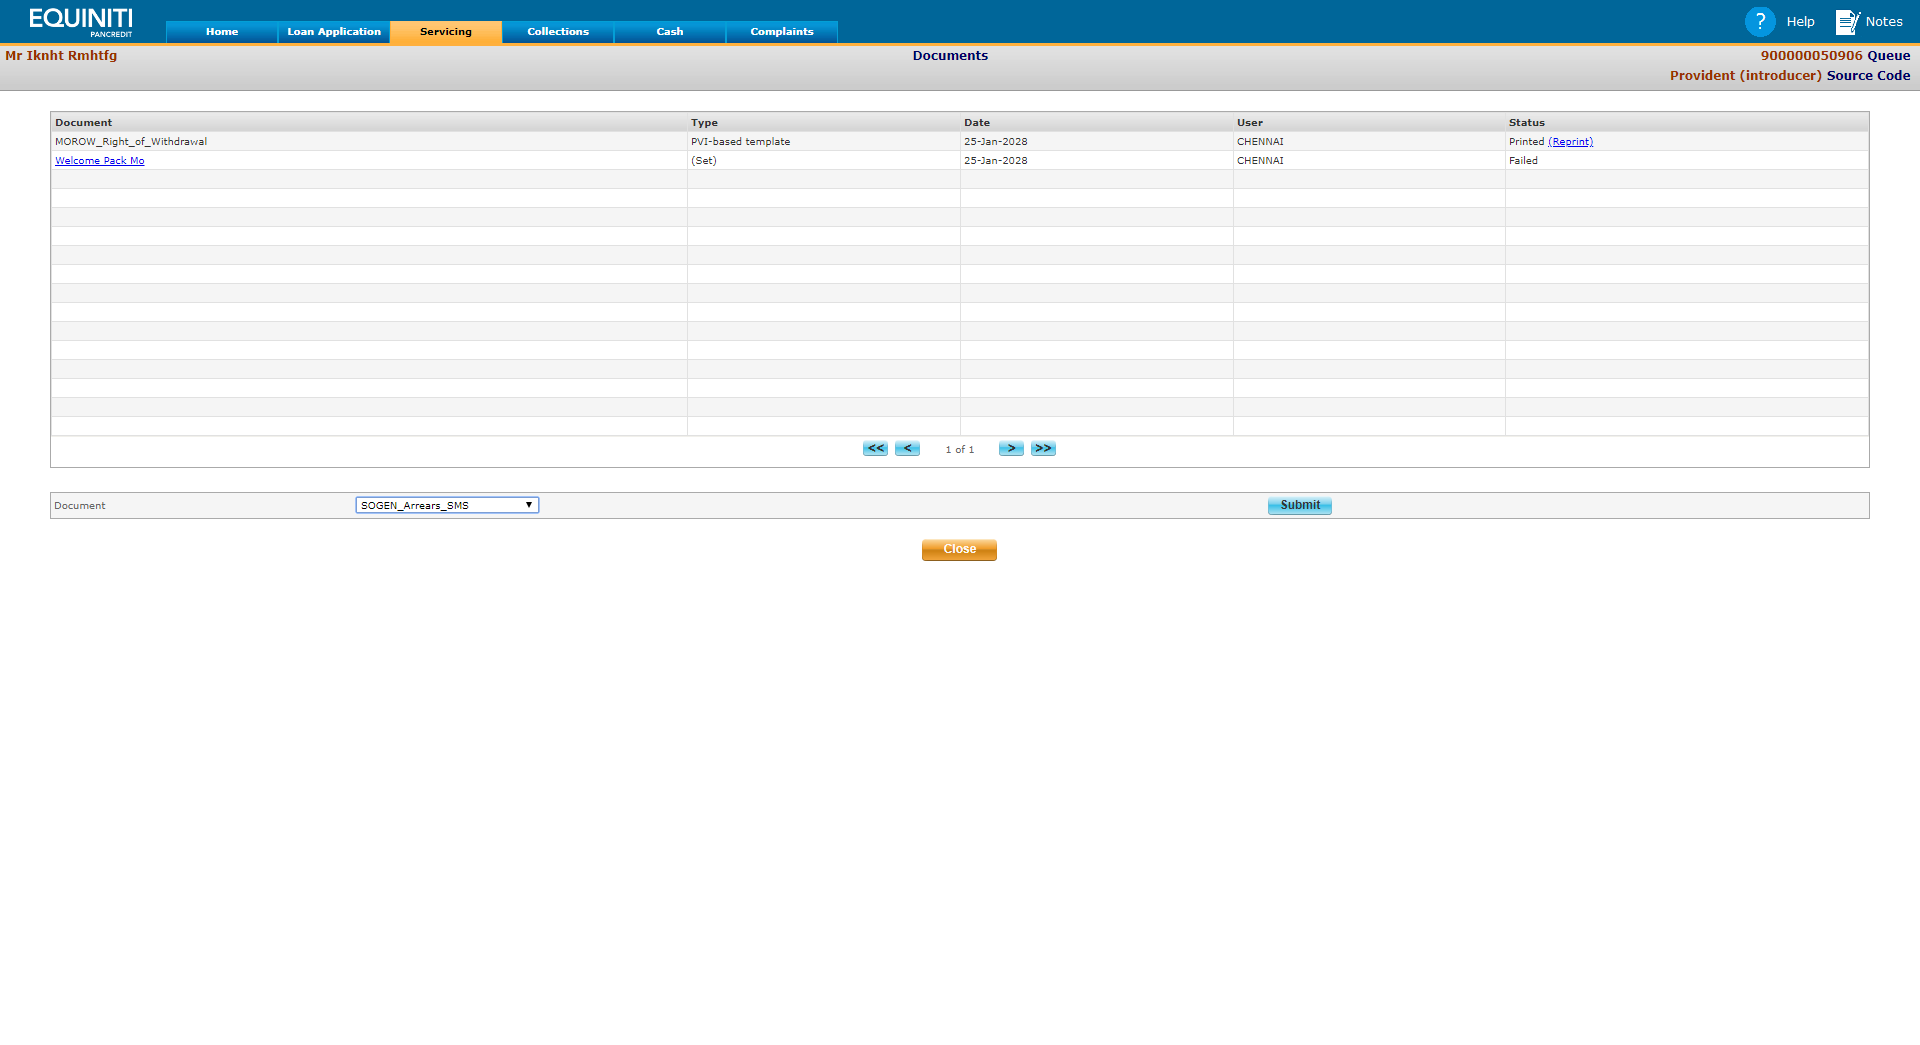 EQUINITI
PANCREDIT
Home Loan Application Servicing Collections Cash Complaints
? Help Notes
Mr Iknht Rmhtfg Documents 900000050906 Queue
Provident (introducer) Source Code
Document Type Date User Status
MOROW_Right_of_Withdrawal PVI-based template 25-Jan-2028 CHENNAI Printed (Reprint)
Welcome Pack Mo (Set) 25-Jan-2028 CHENNAI Failed
<< < 1 of 1 > >>
Document SOGEN_Arrears_SMS Submit
Close